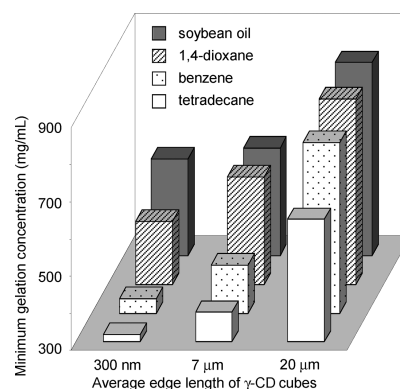 soybean oil
1,4-dioxane
benzene
tetradecane
Minimum gelation concentration (mg/mL)
900
700
500
300
300 nm 7 μm 20 μm
Average edge length of γ-CD cubes